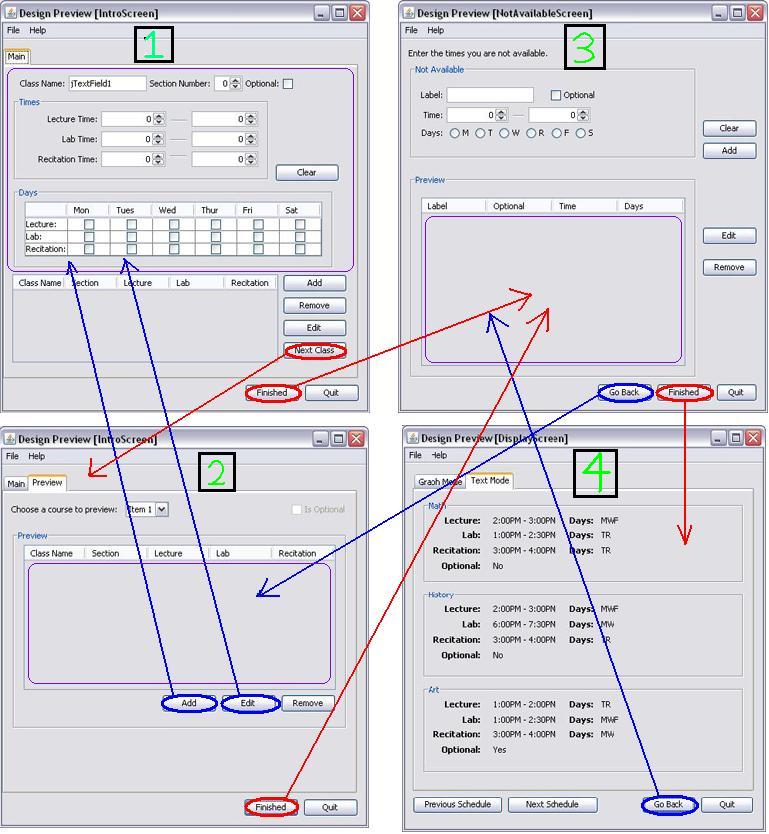 Design Preview [IntroScreen]
File Help
1
Main
Class Name: jTextField1 Section Number: 0 Optional:
Times
Lecture Time: 0 0
Lab Time: 0 0
Recitation Time: 0 0
Clear
Days
Mon Tues Wed Thur Fri Sat
Lecture:
Lab:
Recitation:
Class Name Section Lecture Lab Recitation
Add
Remove
Edit
Next Class
Finished Quit
Design Preview [NotAvailableScreen]
File Help
3
Enter the times you are not available.
Not Available
Label: Optional
Time: 0 0
Days: M T W R F S
Clear
Add
Preview
Label Optional Time Days
Edit
Remove
Go Back Finished Quit
Design Preview [IntroScreen]
File Help
2
Main Preview
Choose a course to preview: Item 1 Is Optional
Preview
Class Name Section Lecture Lab Recitation
Add Edit Remove
Finished Quit
Design Preview [DisplayScreen]
File Help
4
Graph Mode Text Mode
Math
Lecture: 2:00PM - 3:00PM Days: MWF
Lab: 1:00PM - 2:30PM Days: TR
Recitation: 3:00PM - 4:00PM Days: TR
Optional: No
History
Lecture: 2:00PM - 3:00PM Days: MWF
Lab: 6:00PM - 7:30PM Days: MW
Recitation: 3:00PM - 4:00PM Days: TR
Optional: No
Art
Lecture: 1:00PM - 2:00PM Days: TR
Lab: 1:00PM - 2:30PM Days: MWF
Recitation: 3:00PM - 4:00PM Days: MW
Optional: Yes
Previous Schedule Next Schedule Go Back Quit